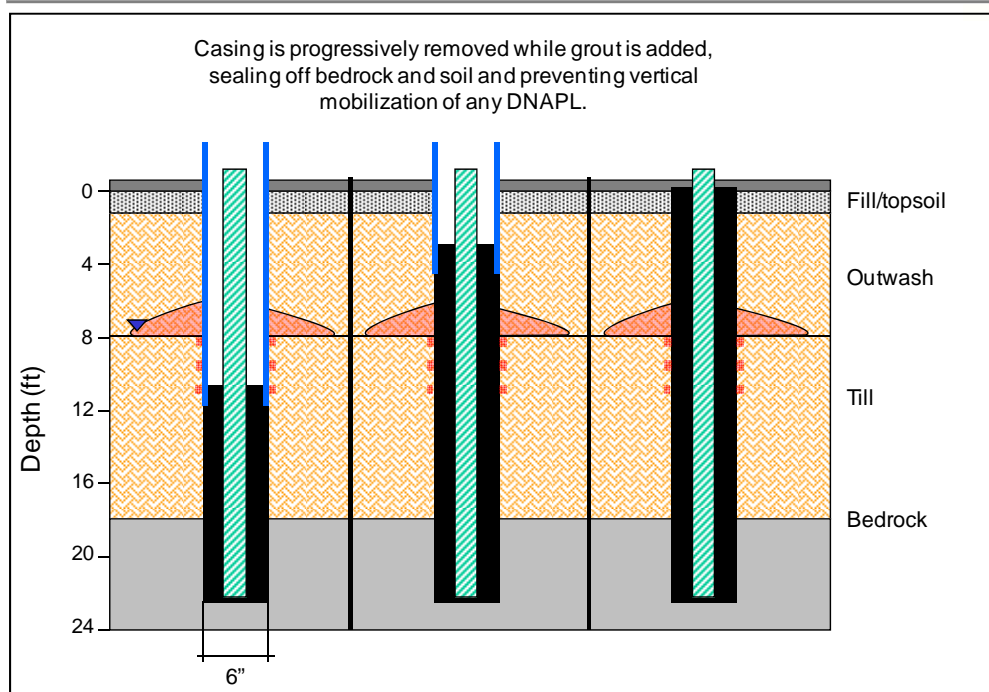 Casing is progressively removed while grout is added,
sealing off bedrock and soil and preventing vertical
mobilization of any DNAPL.
0
Fill/topsoil
4
Outwash
8
Till
12
16
Bedrock
20
24
Depth (ft)
6”